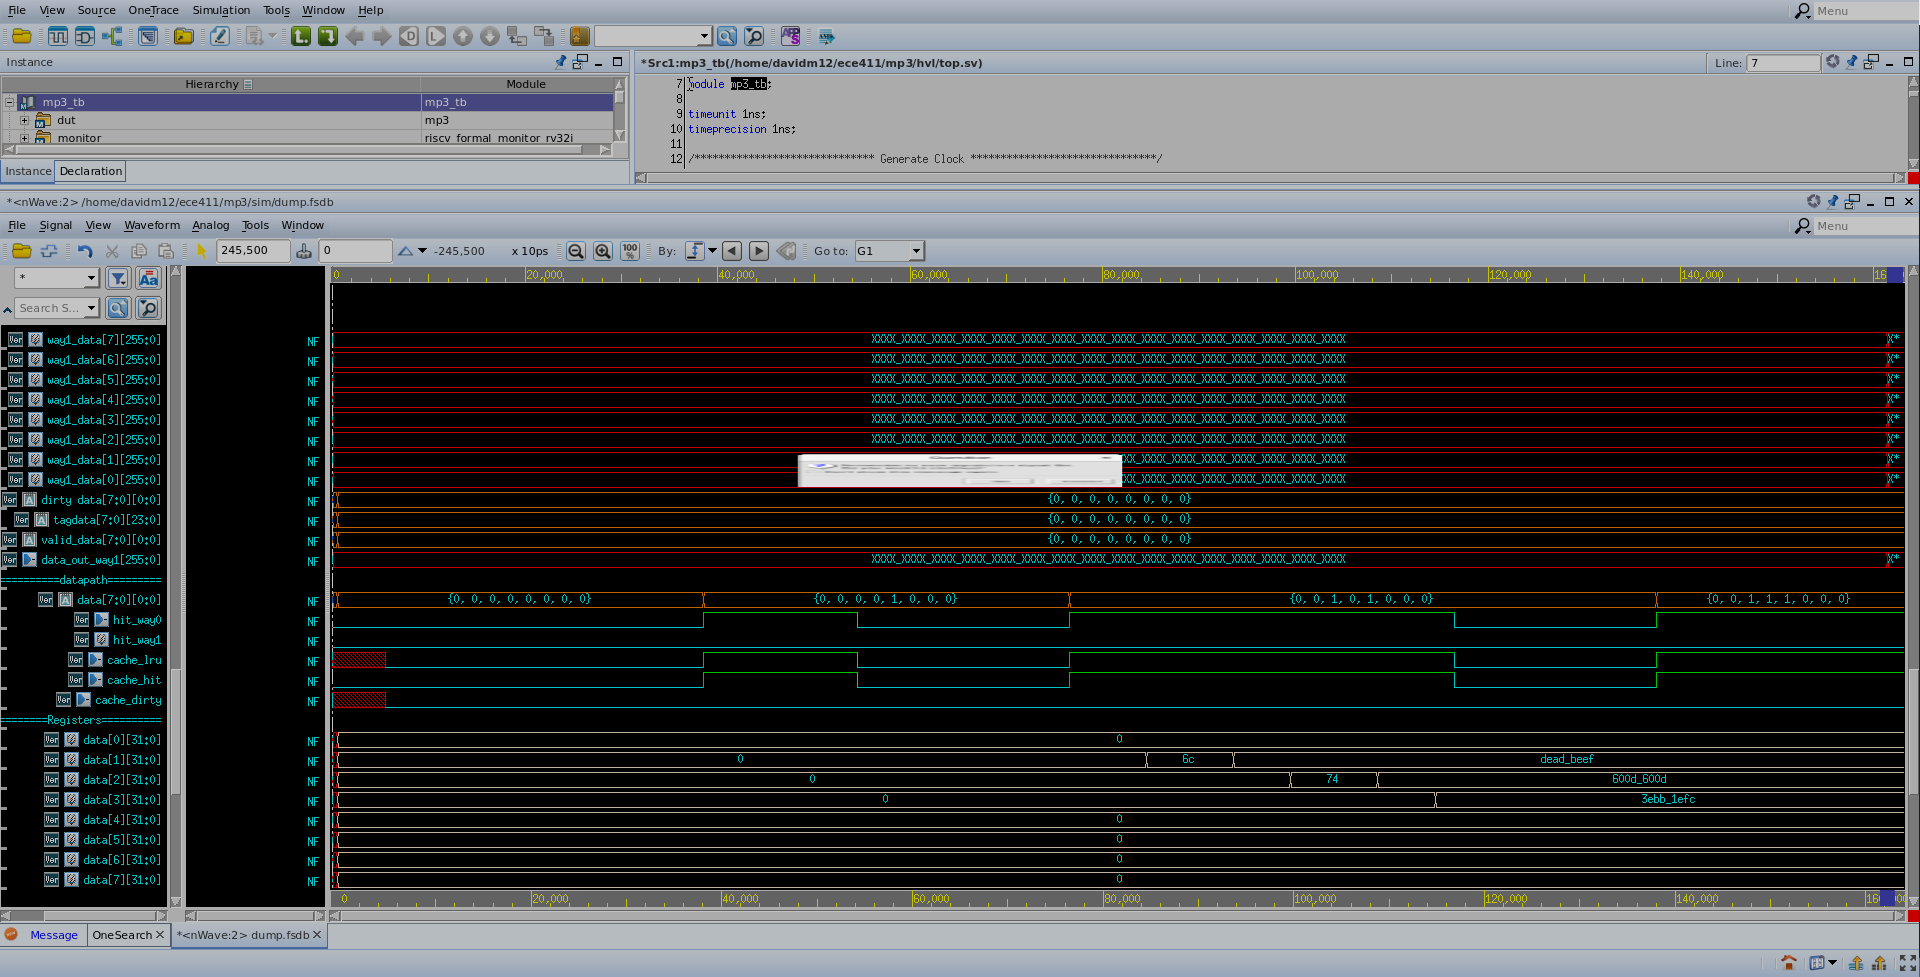 File View Source OneTrace Simulation Tools Window Help
Menu
Instance
*Src1:mp3_tb(/home/davidm12/ece411/mp3/hvl/top.sv)
Line: 7
Hierarchy Module
mp3_tb mp3_tb
dut mp3
monitor riscv_formal_monitor_rv32i
7 module mp3_tb;
8
9 timeunit 1ns;
10 timeprecision 1ns;
11
12 /****************************** Generate Clock *******************************/
Instance Declaration
*<nWave:2> /home/davidm12/ece411/mp3/sim/dump.fsdb
File Signal View Waveform Analog Tools Window
Menu
245,500 0 -245,500 x 10ps 100% By: Go to: G1
*
Search S...
0 20,000 40,000 60,000 80,000 100,000 120,000 140,000 16
way1_data[7][255:0] NF XXXX_XXXX_XXXX_XXXX_XXXX_XXXX_XXXX_XXXX_XXXX_XXXX_XXXX_XXXX_XXXX_XXXX_XXXX_XXXX X*
way1_data[6][255:0] NF XXXX_XXXX_XXXX_XXXX_XXXX_XXXX_XXXX_XXXX_XXXX_XXXX_XXXX_XXXX_XXXX_XXXX_XXXX_XXXX X*
way1_data[5][255:0] NF XXXX_XXXX_XXXX_XXXX_XXXX_XXXX_XXXX_XXXX_XXXX_XXXX_XXXX_XXXX_XXXX_XXXX_XXXX_XXXX X*
way1_data[4][255:0] NF XXXX_XXXX_XXXX_XXXX_XXXX_XXXX_XXXX_XXXX_XXXX_XXXX_XXXX_XXXX_XXXX_XXXX_XXXX_XXXX X*
way1_data[3][255:0] NF XXXX_XXXX_XXXX_XXXX_XXXX_XXXX_XXXX_XXXX_XXXX_XXXX_XXXX_XXXX_XXXX_XXXX_XXXX_XXXX X*
way1_data[2][255:0] NF XXXX_XXXX_XXXX_XXXX_XXXX_XXXX_XXXX_XXXX_XXXX_XXXX_XXXX_XXXX_XXXX_XXXX_XXXX_XXXX X*
way1_data[1][255:0] NF XXX_XXXX_XXXX_XXXX_XXXX_XXXX_XXXX_XXXX X*
way1_data[0][255:0] NF XXX_XXXX_XXXX_XXXX_XXXX_XXXX_XXXX_XXXX X*
dirty data[7:0][0:0] NF {0, 0, 0, 0, 0, 0, 0, 0}
tagdata[7:0][23:0] NF {0, 0, 0, 0, 0, 0, 0, 0}
valid_data[7:0][0:0] NF {0, 0, 0, 0, 0, 0, 0, 0}
data_out_way1[255:0] NF XXXX_XXXX_XXXX_XXXX_XXXX_XXXX_XXXX_XXXX_XXXX_XXXX_XXXX_XXXX_XXXX_XXXX_XXXX_XXXX X*
==========datapath=========
data[7:0][0:0] NF {0, 0, 0, 0, 0, 0, 0, 0} {0, 0, 0, 0, 1, 0, 0, 0} {0, 0, 1, 0, 1, 0, 0, 0} {0, 0, 1, 1, 1, 0, 0, 0}
hit_way0 NF
hit_way1 NF
cache_lru NF
cache_hit NF
cache_dirty NF
========Registers==========
data[0][31:0] NF 0
data[1][31:0] NF 0 6c dead_beef
data[2][31:0] NF 0 74 600d_600d
data[3][31:0] NF 0 3ebb_1efc
data[4][31:0] NF 0
data[5][31:0] NF 0
data[6][31:0] NF 0
data[7][31:0] NF 0
0 20,000 40,000 60,000 80,000 100,000 120,000 140,000
Message OneSearch *<nWave:2> dump.fsdb